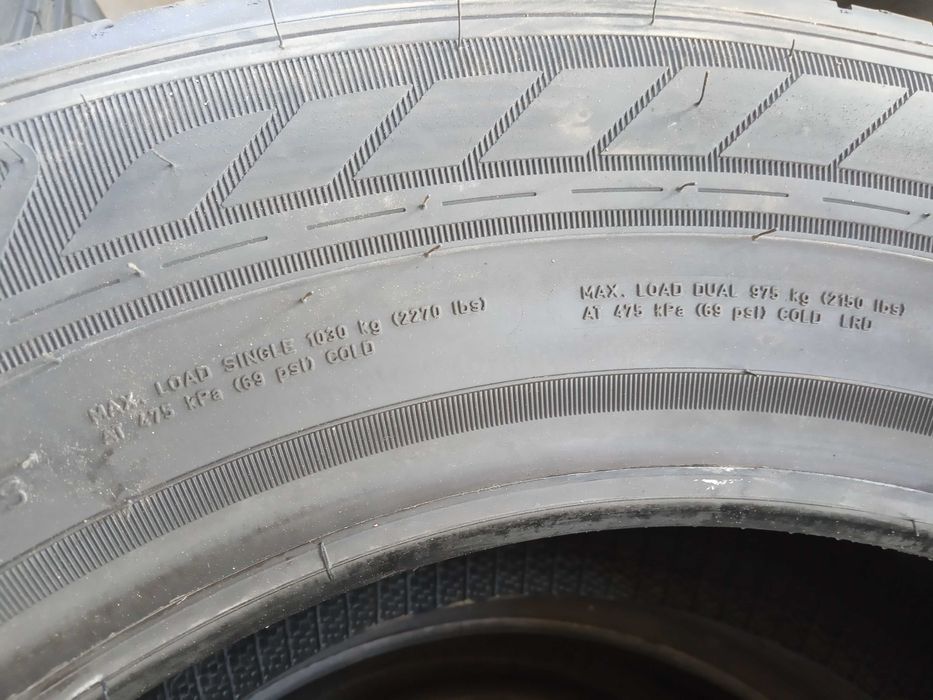 MAX. LOAD SINGLE 1030 kg (2270 lbs)
AT 475 kPa (69 psi) COLD
MAX. LOAD DUAL 975 kg (2150 lbs)
AT 475 kPa (69 psi) COLD LRD